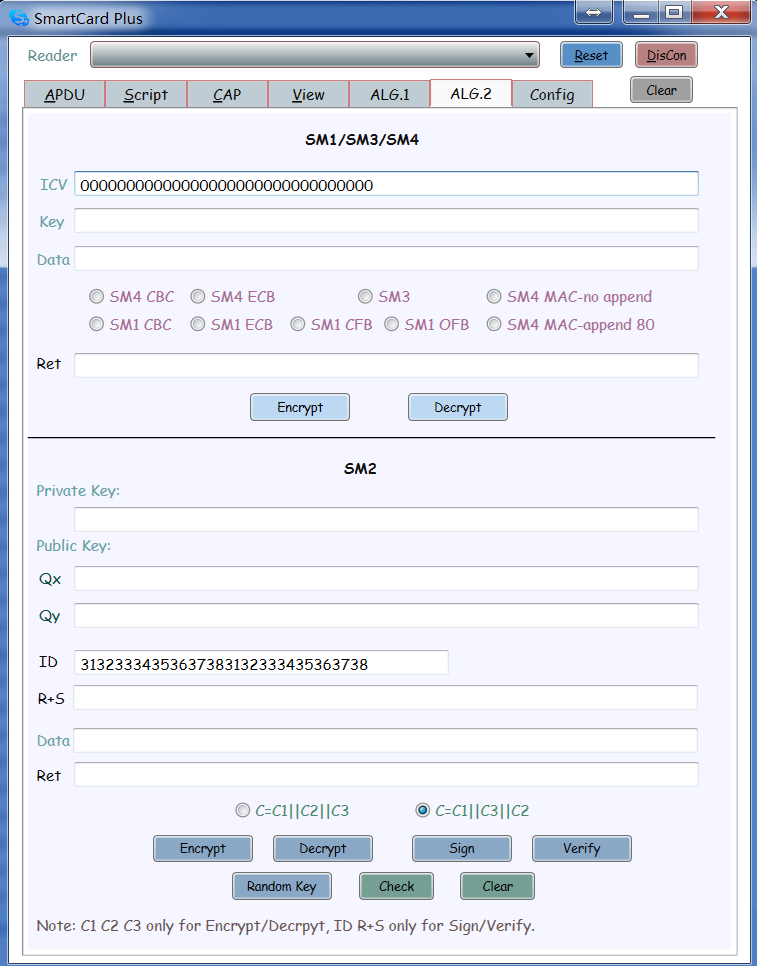 SmartCard Plus
Reader Reset DisCon
APDU Script CAP View ALG.1 ALG.2 Config Clear
SM1/SM3/SM4
ICV 00000000000000000000000000000000
Key
Data
SM4 CBC SM4 ECB SM3 SM4 MAC-no append
SM1 CBC SM1 ECB SM1 CFB SM1 OFB SM4 MAC-append 80
Ret
Encrypt Decrypt
SM2
Private Key:
Public Key:
Qx
Qy
ID 31323334353637383132333435363738
R+S
Data
Ret
C=C1||C2||C3 C=C1||C3||C2
Encrypt Decrypt Sign Verify
Random Key Check Clear
Note: C1 C2 C3 only for Encrypt/Decrpyt, ID R+S only for Sign/Verify.